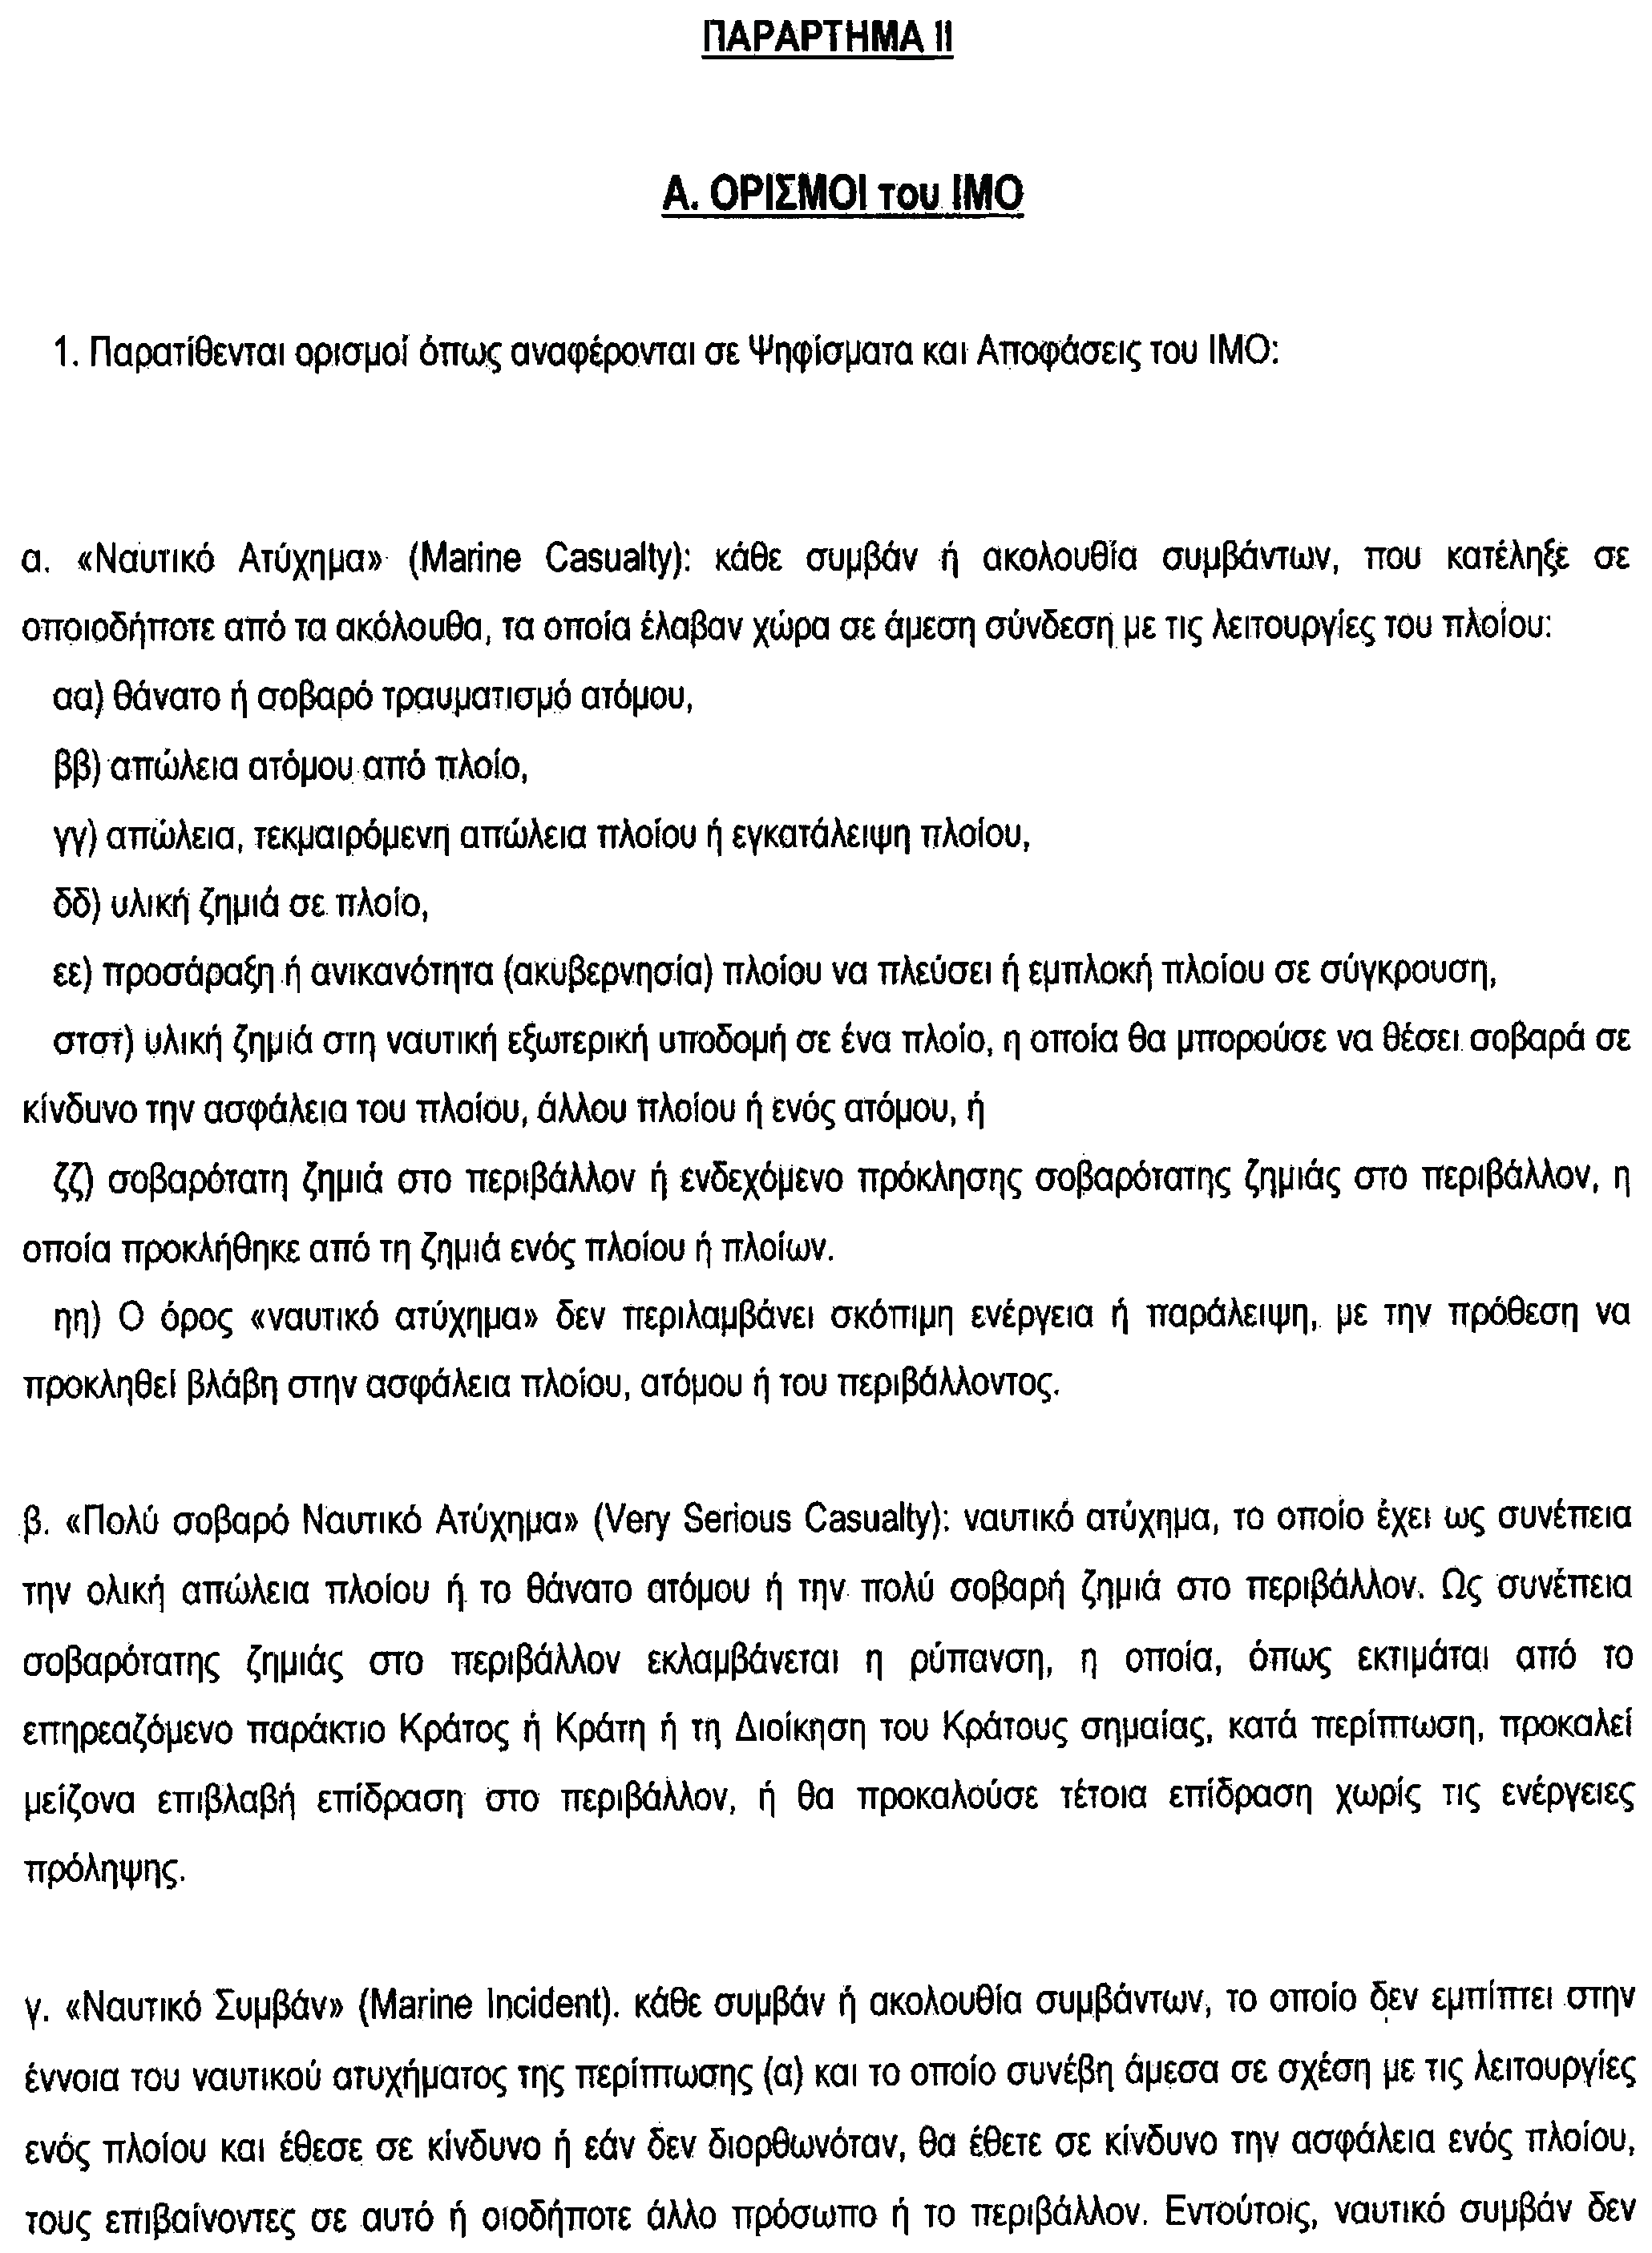 ΠΑΡΑΡΤΗΜΑ ΙΙ
Α. ΟΡΙΣΜΟΙ του ΙΜΟ
1. Παρατίθενται ορισμοί όπως αναφέρονται σε Ψηφίσματα και Αποφάσεις του ΙΜΟ:
α. «Ναυτικό Ατύχημα» (Marine Casualty): κάθε συμβάν ή ακολουθία συμβάντων, που κατέληξε σε
οποιοδήποτε από τα ακόλουθα, τα οποία έλαβαν χώρα σε άμεση σύνδεση με τις λειτουργίες του πλοίου:
αα) θάνατο ή σοβαρό τραυματισμό ατόμου,
ββ) απώλεια ατόμου από πλοίο,
γγ) απώλεια, τεκμαιρόμενη απώλεια πλοίου ή εγκατάλειψη πλοίου,
δδ) υλική ζημιά σε πλοίο,
εε) προσάραξη ή ανικανότητα (ακυβερνησία) πλοίου να πλεύσει ή εμπλοκή πλοίου σε σύγκρουση,
στστ) υλική ζημιά στη ναυτική εξωτερική υποδομή σε ένα πλοίο, η οποία θα μπορούσε να θέσει σοβαρά σε
κίνδυνο την ασφάλεια του πλοίου, άλλου πλοίου ή ενός ατόμου, ή
ζζ) σοβαρότατη ζημιά στο περιβάλλον ή ενδεχόμενο πρόκλησης σοβαρότατης ζημιάς στο περιβάλλον, η
οποία προκλήθηκε από τη ζημιά ενός πλοίου ή πλοίων.
ηη) Ο όρος «ναυτικό ατύχημα» δεν περιλαμβάνει σκόπιμη ενέργεια ή παράλειψη, με την πρόθεση να
προκληθεί βλάβη στην ασφάλεια πλοίου, ατόμου ή του περιβάλλοντος.
β. «Πολύ σοβαρό Ναυτικό Ατύχημα» (Very Serious Casualty): ναυτικό ατύχημα, το οποίο έχει ως συνέπεια
την ολική απώλεια πλοίου ή το θάνατο ατόμου ή την πολύ σοβαρή ζημιά στο περιβάλλον. Ως συνέπεια
σοβαρότατης ζημιάς στο περιβάλλον εκλαμβάνεται η ρύπανση, η οποία, όπως εκτιμάται από το
επηρεαζόμενο παράκτιο Κράτος ή Κράτη ή τη Διοίκηση του Κράτους σημαίας, κατά περίπτωση, προκαλεί
μείζονα επιβλαβή επίδραση στο περιβάλλον, ή θα προκαλούσε τέτοια επίδραση χωρίς τις ενέργειες
πρόληψης.
γ. «Ναυτικό Συμβάν» (Marine Incident). κάθε συμβάν ή ακολουθία συμβάντων, το οποίο δεν εμπίπτει στην
έννοια του ναυτικού ατυχήματος της περίπτωσης (α) και το οποίο συνέβη άμεσα σε σχέση με τις λειτουργίες
ενός πλοίου και έθεσε σε κίνδυνο ή εάν δεν διορθωνόταν, θα έθετε σε κίνδυνο την ασφάλεια ενός πλοίου,
τους επιβαίνοντες σε αυτό ή οιοδήποτε άλλο πρόσωπο ή το περιβάλλον. Εντούτοις, ναυτικό συμβάν δεν